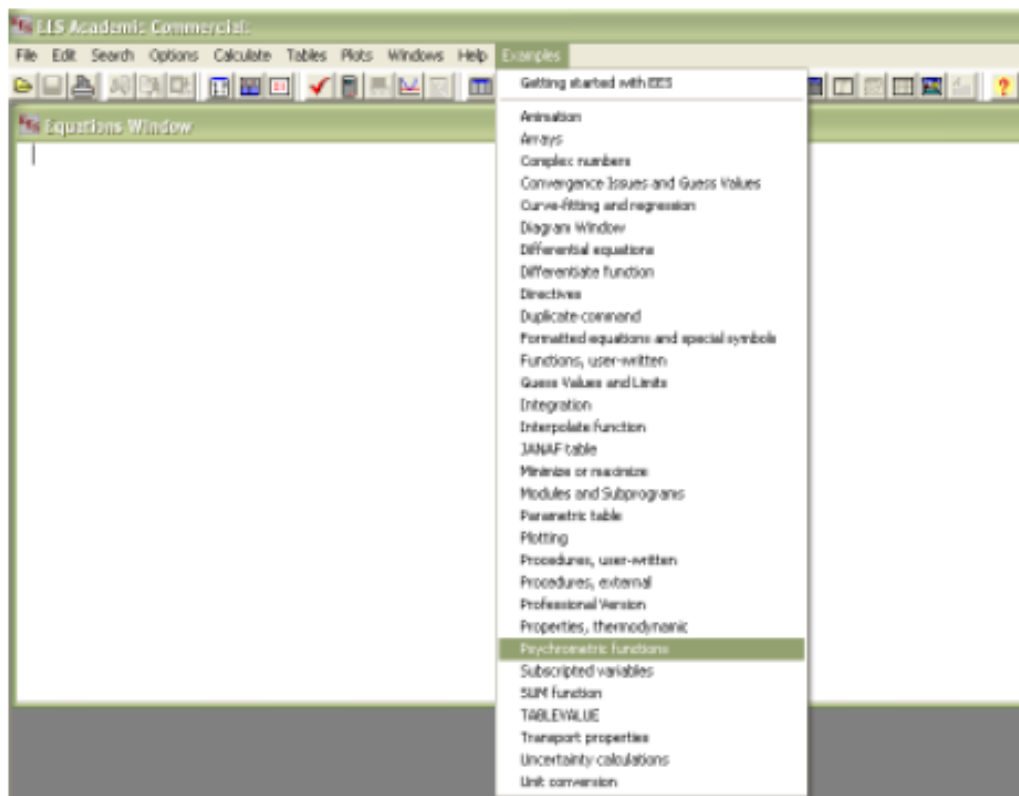 EES Academic Commercial:
File Edit Search Options Calculate Tables Plots Windows Help Examples
Equations Window
Getting started with EES
Animation
Arrays
Complex numbers
Convergence Issues and Guess Values
Curve-fitting and regression
Diagram Window
Differential equations
Differentiate function
Directives
Duplicate command
Formatted equations and special symbols
Functions, user-written
Guess Values and Limits
Integration
Interpolate function
JANAF table
Minimize or maximize
Modules and Subprograms
Parametric table
Plotting
Procedures, user-written
Procedures, external
Professional Version
Properties, thermodynamic
Psychrometric functions
Subscripted variables
SUM function
TABLEVALUE
Transport properties
Uncertainty calculations
Unit conversion